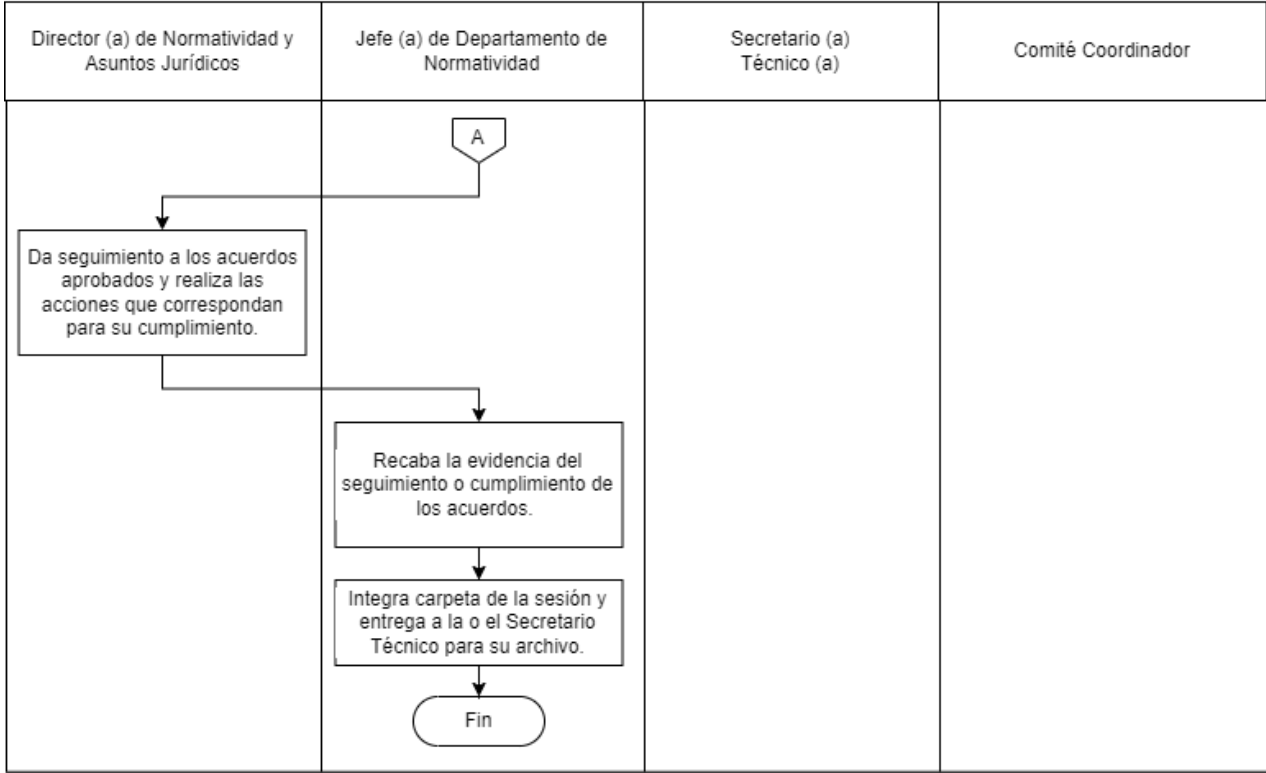 Director (a) de Normatividad y
Asuntos Jurídicos
Jefe (a) de Departamento de
Normatividad
Secretario (a)
Técnico (a)
Comité Coordinador
A
Da seguimiento a los acuerdos
aprobados y realiza las
acciones que correspondan
para su cumplimiento.
Recaba la evidencia del
seguimiento o cumplimiento de
los acuerdos.
Integra carpeta de la sesión y
entrega a la o el Secretario
Técnico para su archivo.
Fin